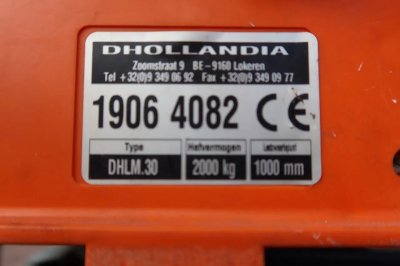 DHOLLANDIA
Zoomstraat 9 BE-9160 Lokeren
Tel +32(0)9 349 06 92 Fax +32(0)9 349 09 77
1906 4082 CE
Type Hefvermogen Lastzwaartpunt
DHLM.30 2000 kg 1000 mm